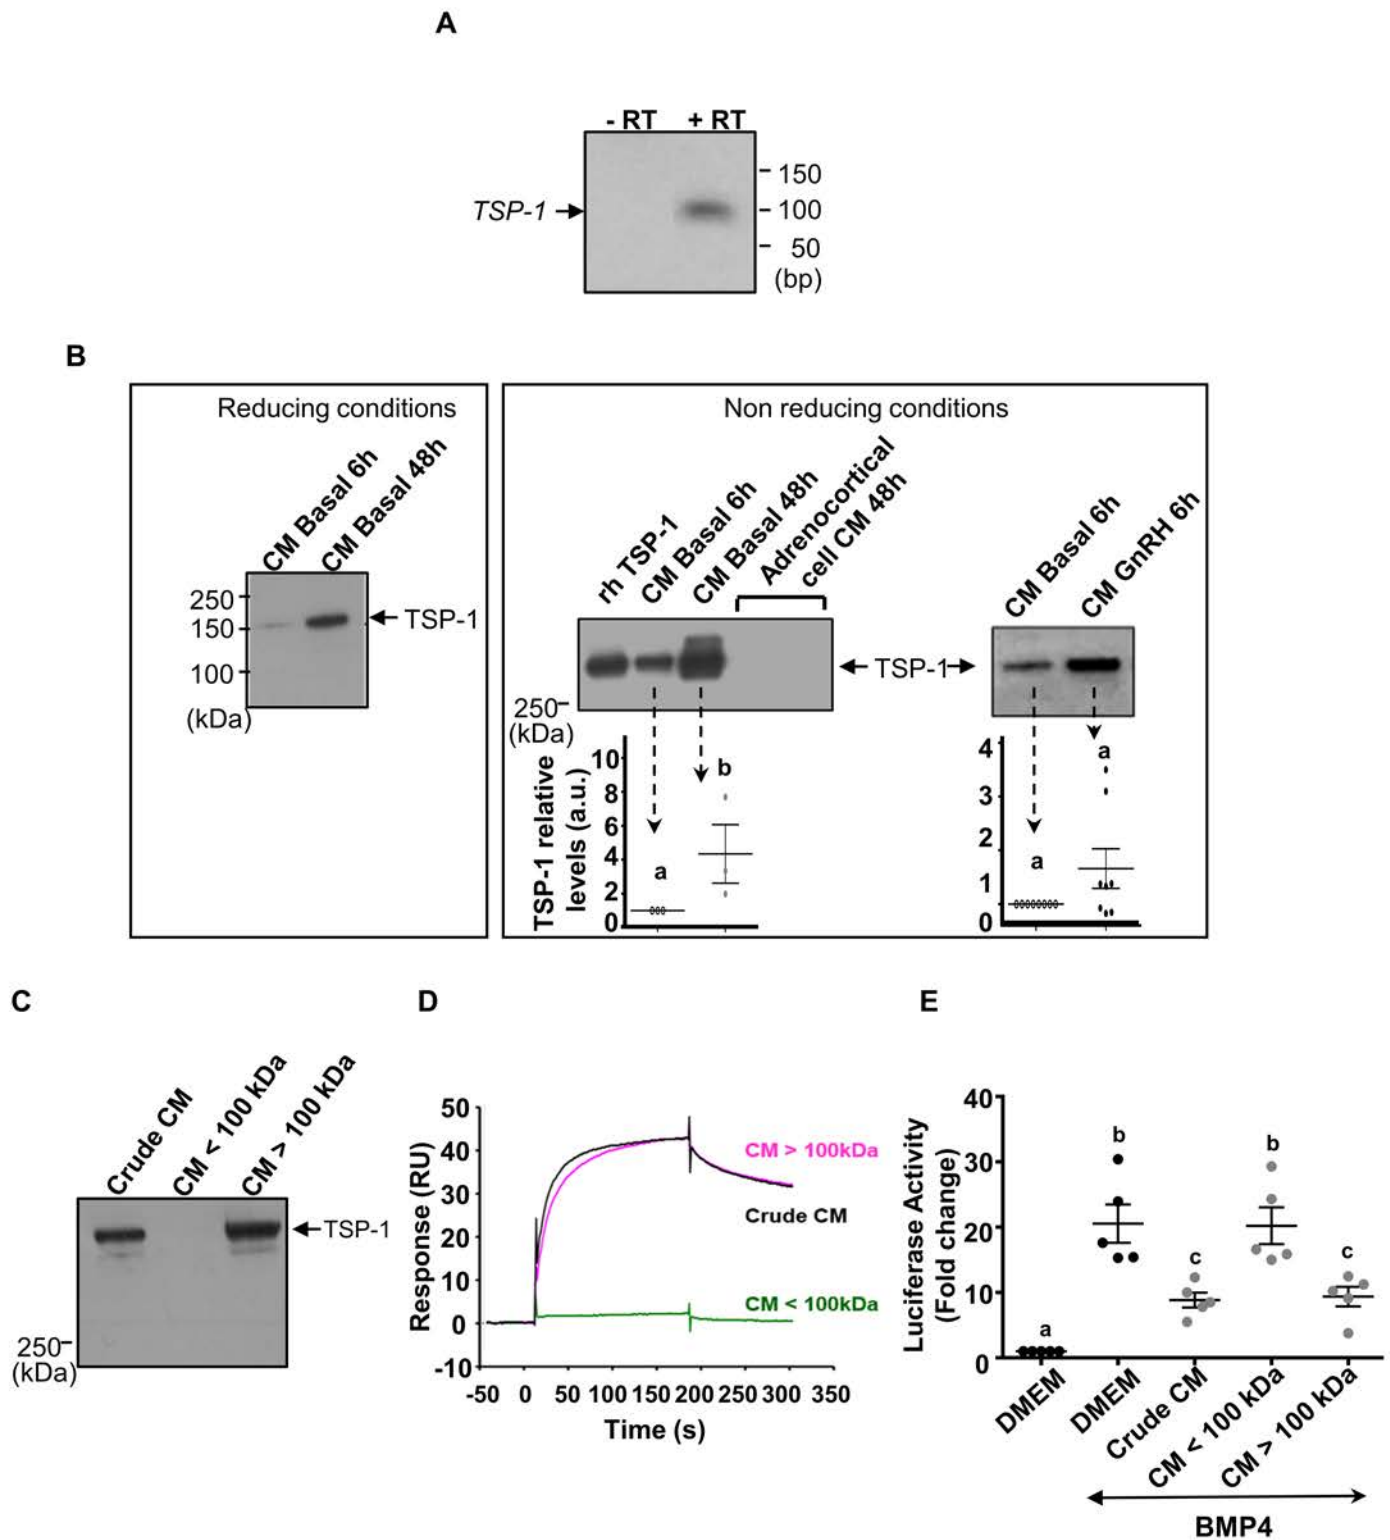 A
- RT + RT
TSP-1
150
100
50
(bp)
B
Reducing conditions
CM Basal 6h
CM Basal 48h
250
150
100
(kDa)
TSP-1
Non reducing conditions
rh TSP-1
CM Basal 6h
CM Basal 48h
Adrenocortical
cell CM 48h
CM Basal 6h
CM GnRH 6h
TSP-1
250
(kDa)
TSP-1 relative
levels (a.u.)
10
8
6
4
2
0
a
b
4
3
2
1
0
a
a
C
Crude CM
CM < 100 kDa
CM > 100 kDa
TSP-1
250
(kDa)
D
Response (RU)
50
40
30
20
10
0
-10
CM > 100kDa
Crude CM
CM < 100kDa
-50 0 50 100 150 200 250 300 350
Time (s)
E
Luciferase Activity
(Fold change)
40
30
20
10
0
a
b
c
b
c
DMEM
DMEM
Crude CM
CM < 100 kDa
CM > 100 kDa
BMP4